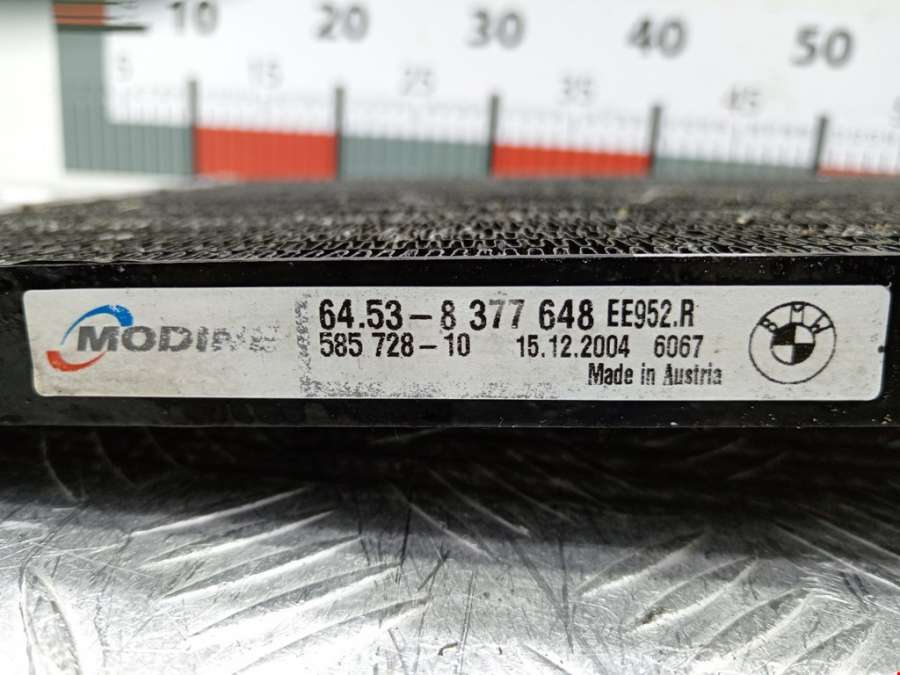 10 20 30 40 50
5 15 25 35 45
MODINE
64.53-8 377 648 EE952.R
585 728-10 15.12.2004 6067
Made in Austria
BMW